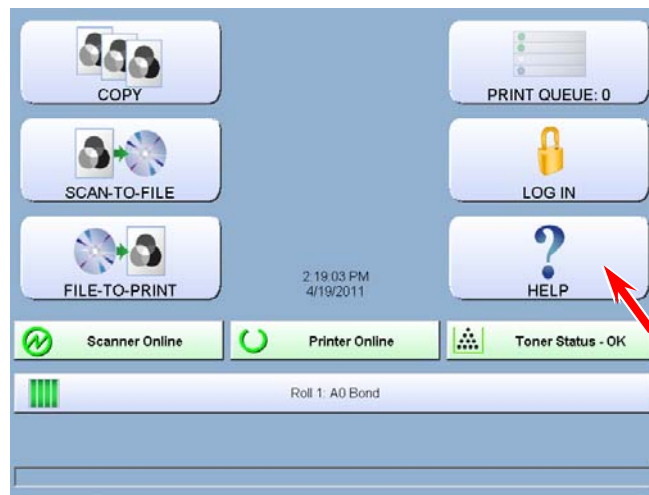 COPY
PRINT QUEUE: 0
SCAN-TO-FILE
LOG IN
FILE-TO-PRINT
2:19:03 PM
4/19/2011
HELP
Scanner Online
Printer Online
Toner Status - OK
Roll 1: A0 Bond